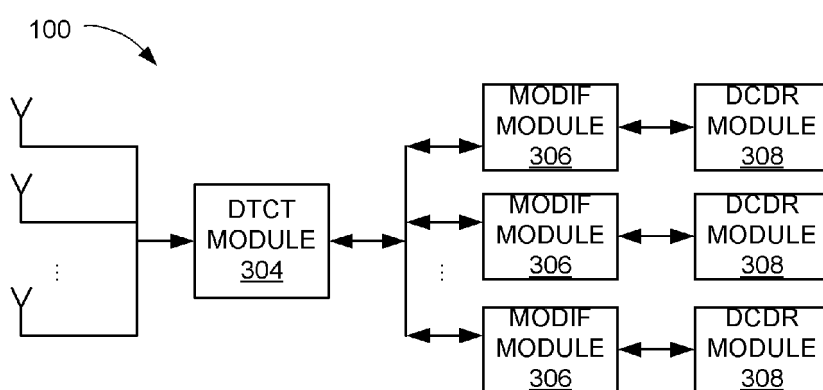 100
MODIF
MODULE
306
DCDR
MODULE
308
DTCT
MODULE
304
MODIF
MODULE
306
DCDR
MODULE
308
MODIF
MODULE
306
DCDR
MODULE
308